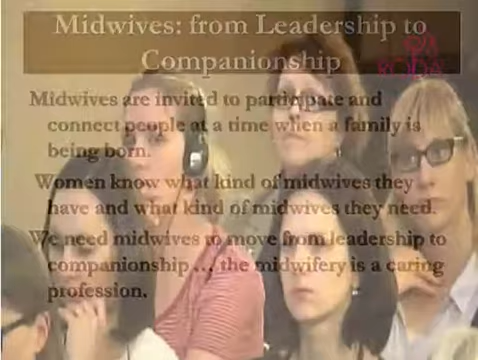 Midwives: from Leadership to
Companionship
RODA
Midwives are invited to participate and
connect people at a time when a family is
being born.
Women know what kind of midwives they
have and what kind of midwives they need.
We need midwives to move from leadership to
companionship … the midwifery is a caring
profession.